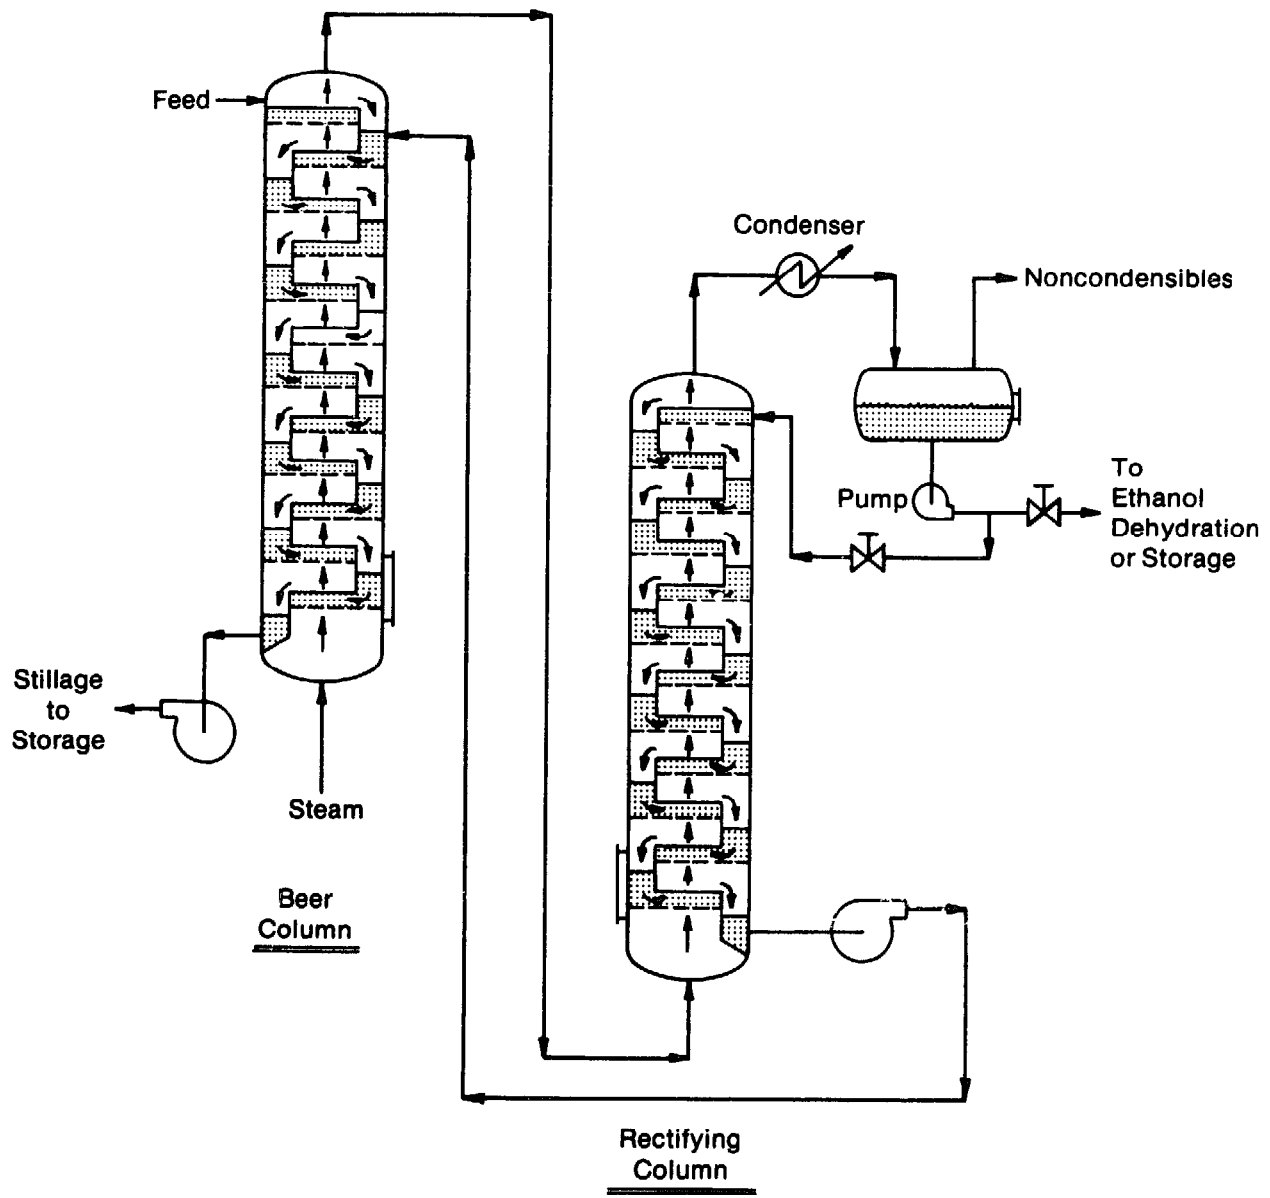 Feed
Condenser
Noncondensibles
Pump
To
Ethanol
Dehydration
or Storage
Stillage
to
Storage
Steam
Beer
Column
Rectifying
Column